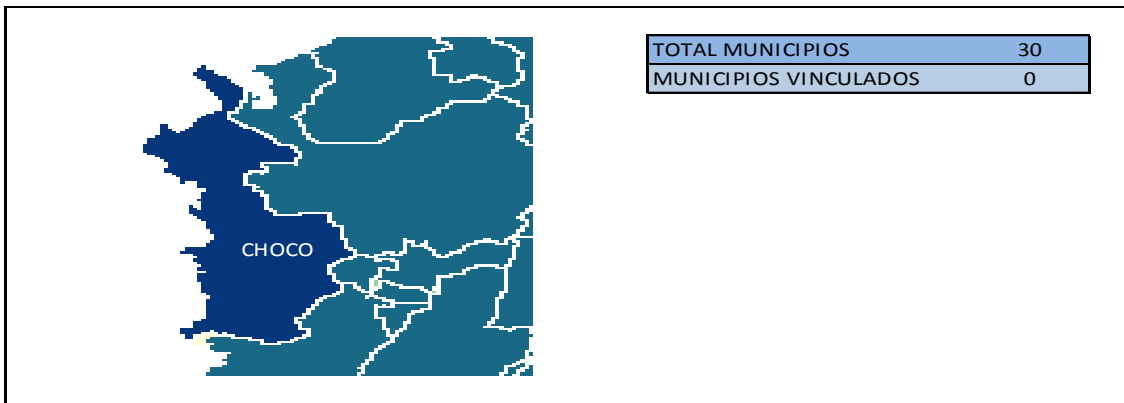 TOTAL MUNICIPIOS 30
MUNICIPIOS VINCULADOS 0
CHOCO